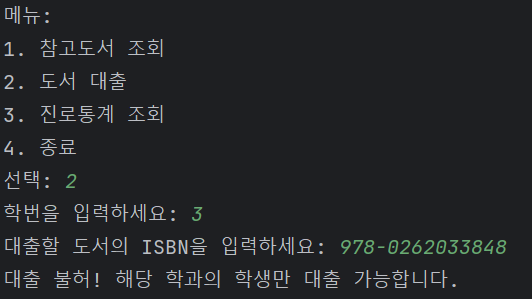 메뉴:
1. 참고도서 조회
2. 도서 대출
3. 진로통계 조회
4. 종료
선택: 2
학번을 입력하세요: 3
대출할 도서의 ISBN을 입력하세요: 978-0262033848
대출 불허! 해당 학과의 학생만 대출 가능합니다.